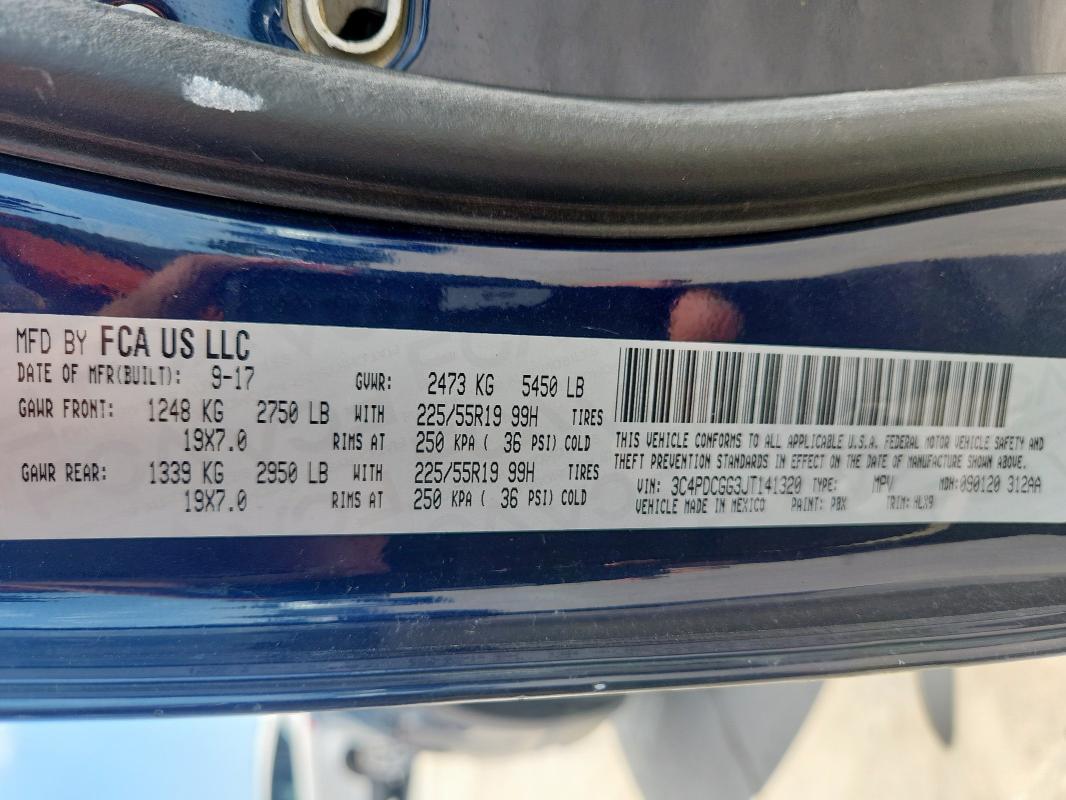 MFD BY FCA US LLC
DATE OF MFR(BUILT): 9-17 GVWR: 2473 KG 5450 LB
GAWR FRONT: 1248 KG 2750 LB WITH 225/55R19 99H TIRES
19X7.0 RIMS AT 250 KPA ( 36 PSI) COLD
GAWR REAR: 1339 KG 2950 LB WITH 225/55R19 99H TIRES
19X7.0 RIMS AT 250 KPA ( 36 PSI) COLD
THIS VEHICLE CONFORMS TO ALL APPLICABLE U.S.A. FEDERAL MOTOR VEHICLE SAFETY AND
THEFT PREVENTION STANDARDS IN EFFECT ON THE DATE OF MANUFACTURE SHOWN ABOVE.
VIN: 3C4PDCGG3JT141320 TYPE: MPV MDH: 090120 312AA
VEHICLE MADE IN MEXICO PAINT: PBX TRIM: HLX9